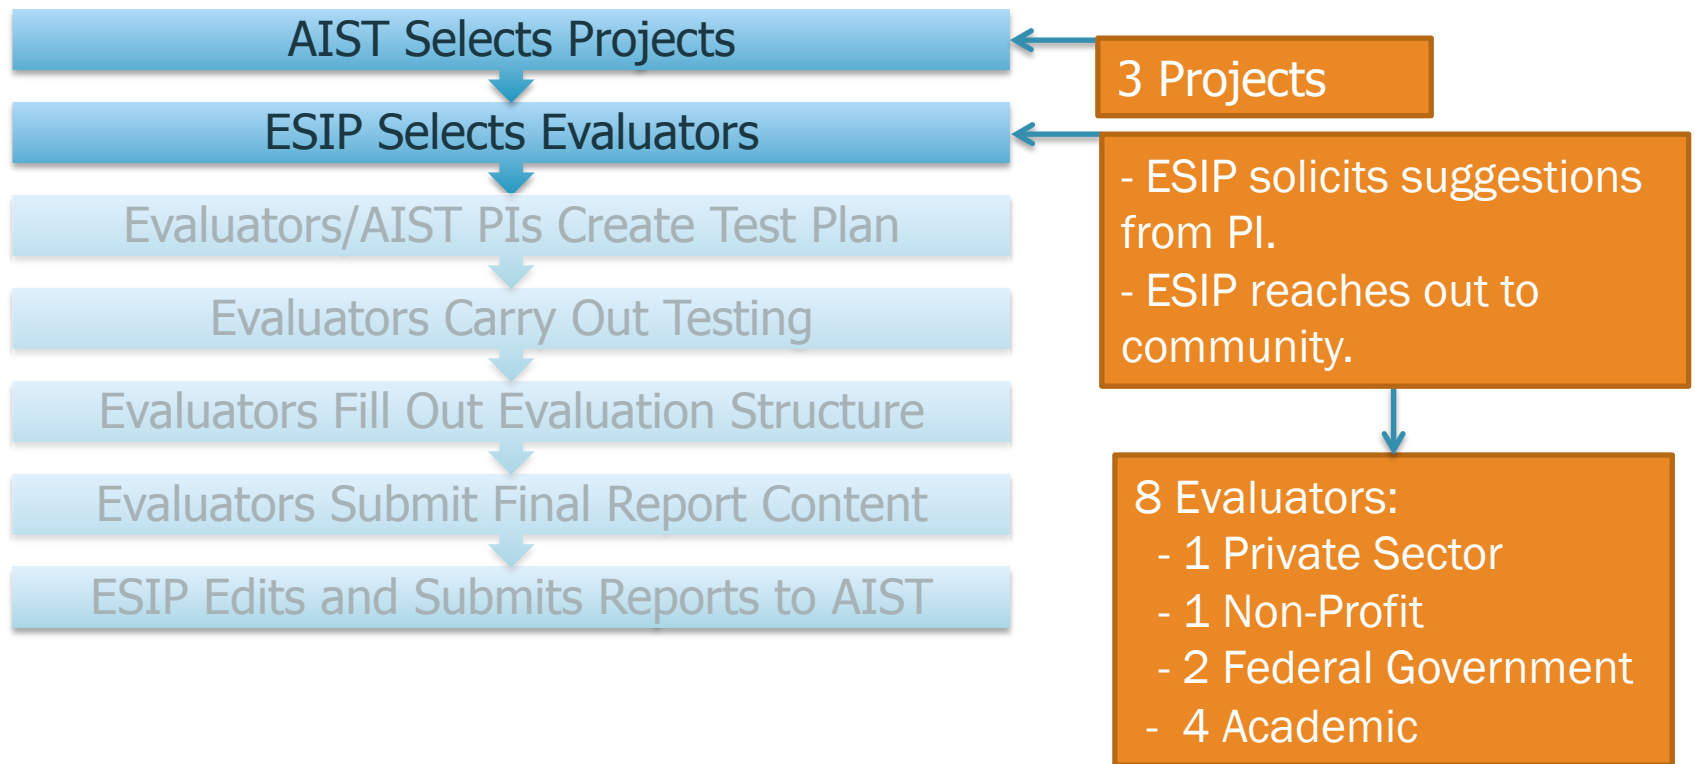 AIST Selects Projects
ESIP Selects Evaluators
Evaluators/AIST PIs Create Test Plan
Evaluators Carry Out Testing
Evaluators Fill Out Evaluation Structure
Evaluators Submit Final Report Content
ESIP Edits and Submits Reports to AIST
3 Projects
- ESIP solicits suggestions
from PI.
- ESIP reaches out to
community.
8 Evaluators:
- 1 Private Sector
- 1 Non-Profit
- 2 Federal Government
- 4 Academic